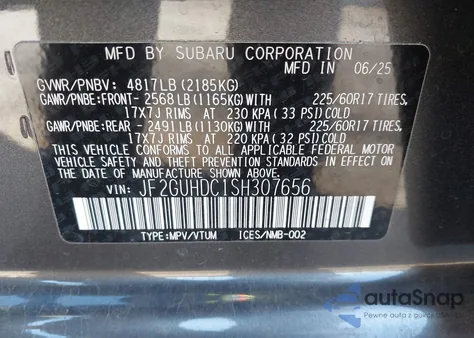 MFD BY SUBARU CORPORATION
MFD IN 06/25
GVWR/PNBV: 4817LB (2185KG)
GAWR/PNBE: FRONT- 2568 LB (1165KG) WITH 225/60R17 TIRES,
17X7J RIMS AT 230 KPA (33 PSI) COLD
GAWR/PNBE: REAR - 2491 LB (1130KG) WITH 225/60R17 TIRES,
17X7J RIMS AT 220 KPA (32 PSI) COLD
THIS VEHICLE CONFORMS TO ALL APPLICABLE U.S. FEDERAL
MOTOR VEHICLE SAFETY AND THEFT PREVENTION STANDARDS
IN EFFECT ON THE DATE OF MANUFACTURE SHOWN ABOVE.
VIN: JF2GUHDC1SH307656
TYPE:MPV/VTUM ICES/NMB-002
autoSnap
Pewne auto z aukcji